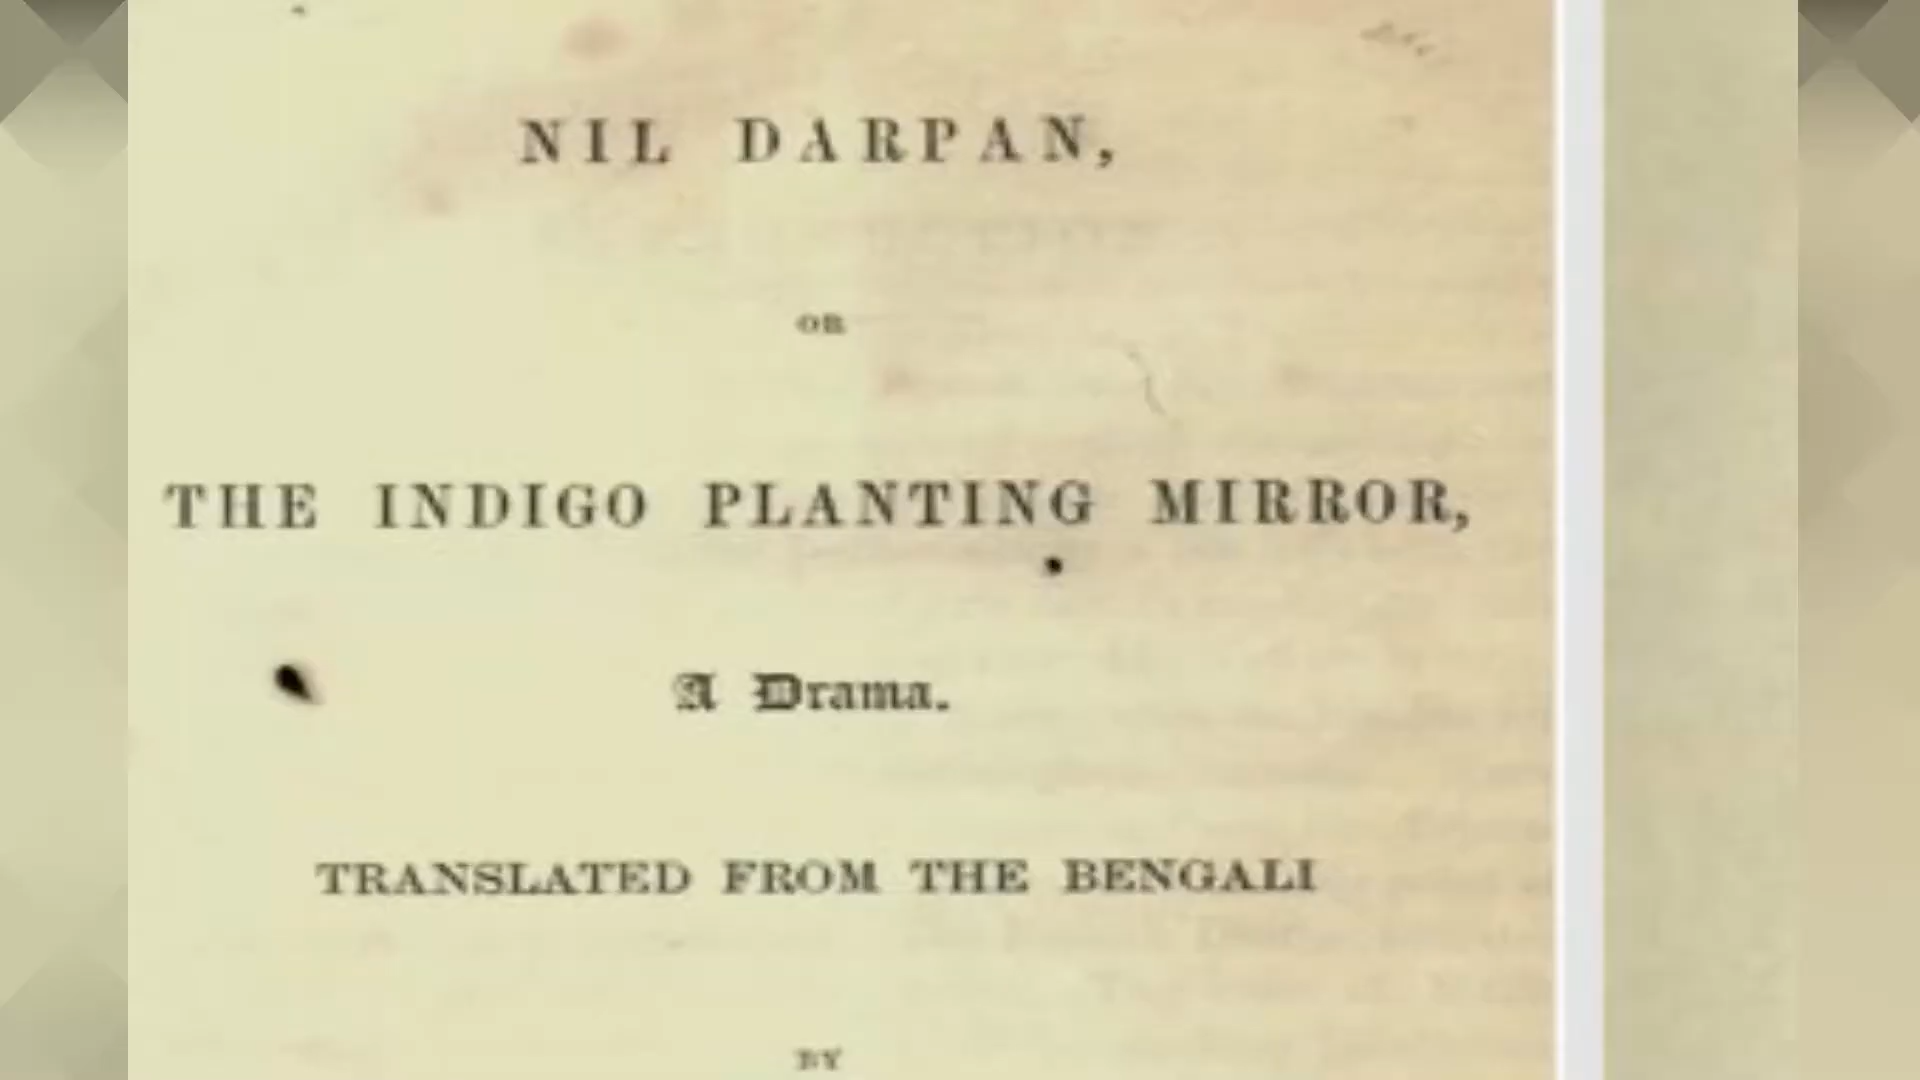 NIL DARPAN,
OR
THE INDIGO PLANTING MIRROR,
A Drama.
TRANSLATED FROM THE BENGALI
BY